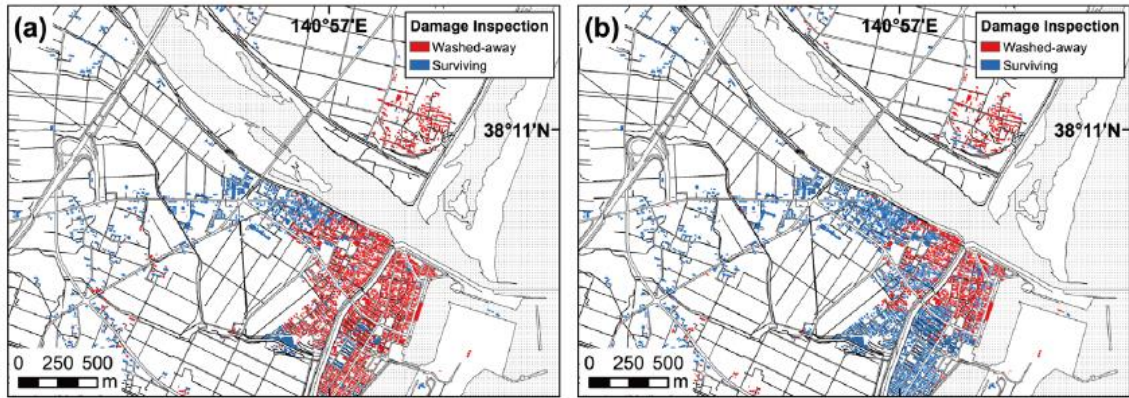 (a)
140°57'E
Damage Inspection
Washed-away
Surviving
38°11'N
0 250 500
m
(b)
140°57'E
Damage Inspection
Washed-away
Surviving
38°11'N
0 250 500
m